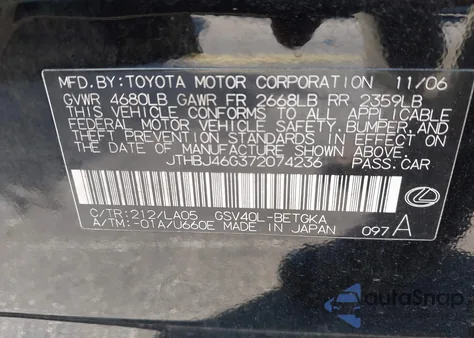 MFD.BY:TOYOTA MOTOR CORPORATION 11/06
GVWR 4680LB GAWR FR 2668LB RR 2359LB
THIS VEHICLE CONFORMS TO ALL APPLICABLE
FEDERAL MOTOR VEHICLE SAFETY, BUMPER, AND
THEFT PREVENTION STANDARDS IN EFFECT ON
THE DATE OF MANUFACTURE SHOWN ABOVE.
JTHBJ46G372074236 PASS.CAR
C/TR:212/LA05 GSV40L-BETGKA
A/TM:-01A/U660E MADE IN JAPAN 097 A
AutoSnap